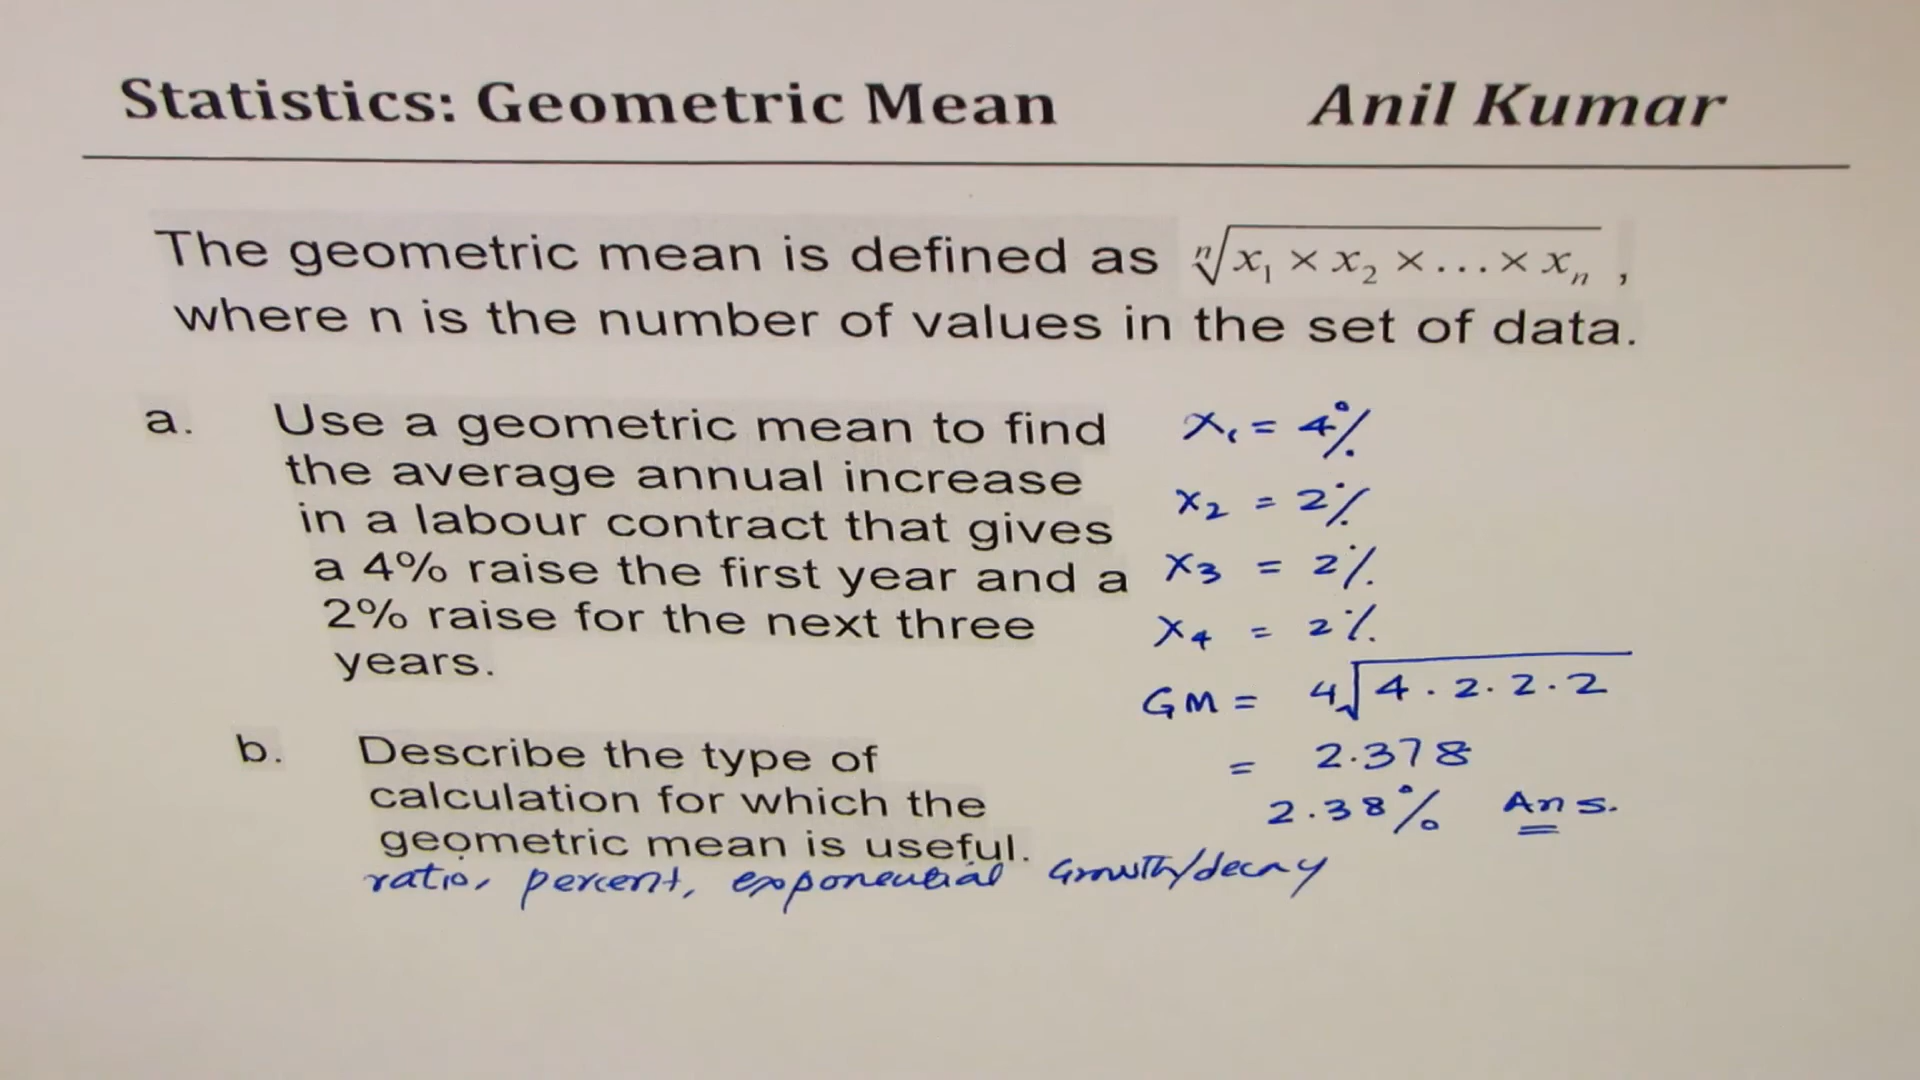 Statistics: Geometric Mean Anil Kumar
The geometric mean is defined as ⁿ√(x₁ × x₂ × ... × xₙ) ,
where n is the number of values in the set of data.
a. Use a geometric mean to find
the average annual increase
in a labour contract that gives
a 4% raise the first year and a
2% raise for the next three
years.
x₁ = 4%
x₂ = 2%
x₃ = 2%
x₄ = 2%
GM = ⁴√(4 . 2 . 2 . 2)
= 2.378
2.38% Ans.
b. Describe the type of
calculation for which the
geometric mean is useful.
ratio, percent, exponential Growth/decay